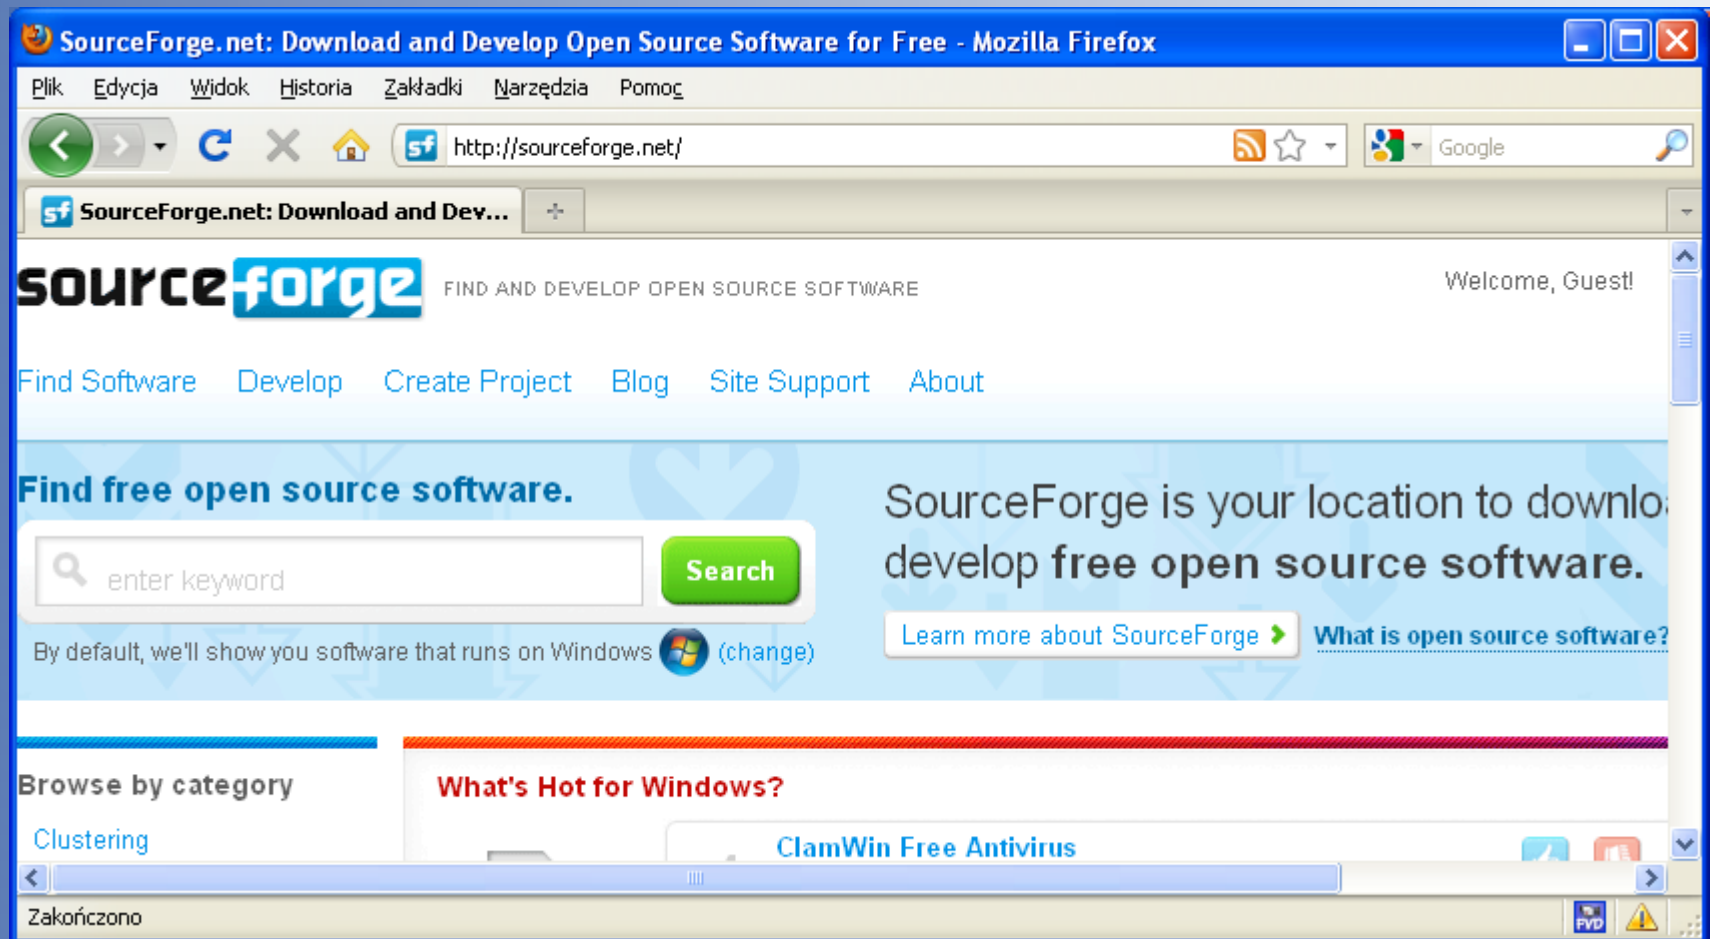 SourceForge.net: Download and Develop Open Source Software for Free - Mozilla Firefox
Plik Edycja Widok Historia Zakładki Narzędzia Pomoc
sf http://sourceforge.net/ Google
sf SourceForge.net: Download and Dev...
sourceforge FIND AND DEVELOP OPEN SOURCE SOFTWARE Welcome, Guest!
Find Software Develop Create Project Blog Site Support About
Find free open source software.
SourceForge is your location to downlo
develop free open source software.
enter keyword Search
Learn more about SourceForge What is open source software?
By default, we'll show you software that runs on Windows (change)
Browse by category What's Hot for Windows?
Clustering ClamWin Free Antivirus
Zakończono FVD